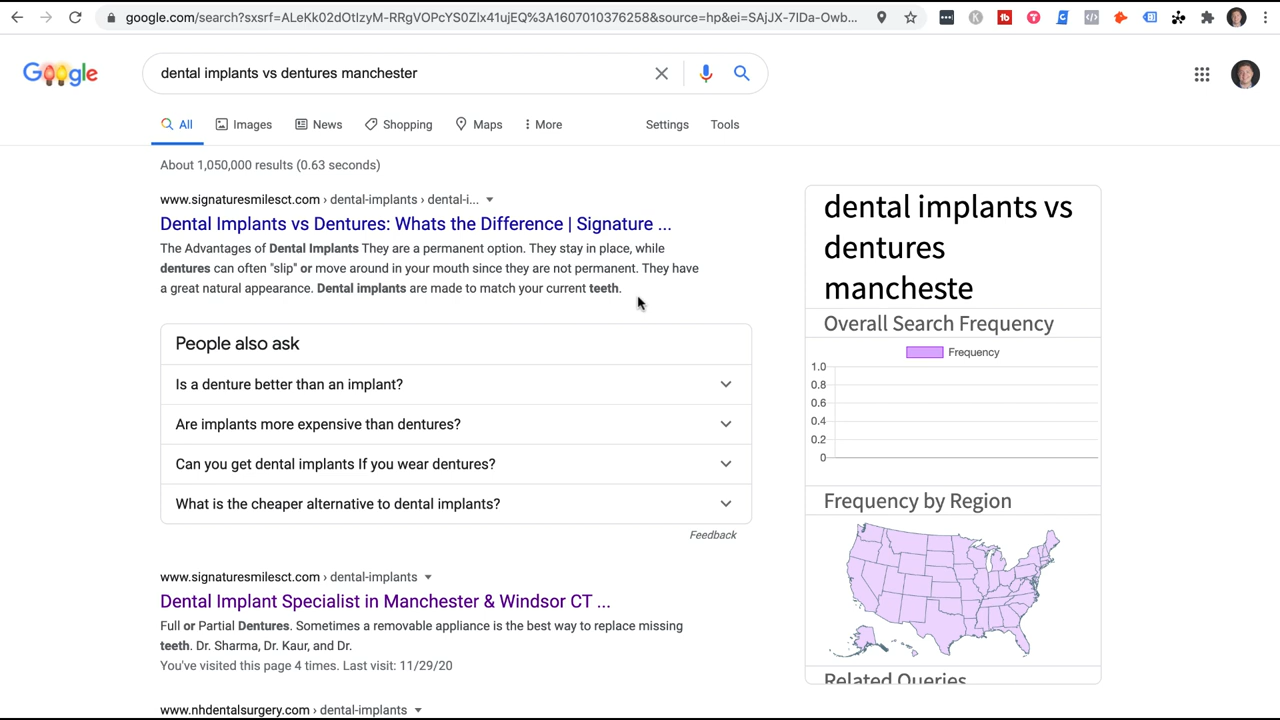 google.com/search?sxsrf=ALeKk02dOtIzyM-RRgVOPcYS0Zlx41ujEQ%3A1607010376258&source=hp&ei=SAjJX-7IDa-Owb...
Google
dental implants vs dentures manchester
All
Images
News
Shopping
Maps
More
Settings
Tools
About 1,050,000 results (0.63 seconds)
www.signaturesmilesct.com › dental-implants › dental-i...
Dental Implants vs Dentures: Whats the Difference | Signature ...
The Advantages of Dental Implants They are a permanent option. They stay in place, while
dentures can often "slip" or move around in your mouth since they are not permanent. They have
a great natural appearance. Dental implants are made to match your current teeth.
People also ask
Is a denture better than an implant?
Are implants more expensive than dentures?
Can you get dental implants If you wear dentures?
What is the cheaper alternative to dental implants?
Feedback
www.signaturesmilesct.com › dental-implants
Dental Implant Specialist in Manchester & Windsor CT ...
Full or Partial Dentures. Sometimes a removable appliance is the best way to replace missing
teeth. Dr. Sharma, Dr. Kaur, and Dr.
You've visited this page 4 times. Last visit: 11/29/20
www.nhdentalsurgery.com › dental-implants
dental implants vs
dentures
mancheste
Overall Search Frequency
Frequency
1.0
0.8
0.6
0.4
0.2
0
Frequency by Region
Related Queries